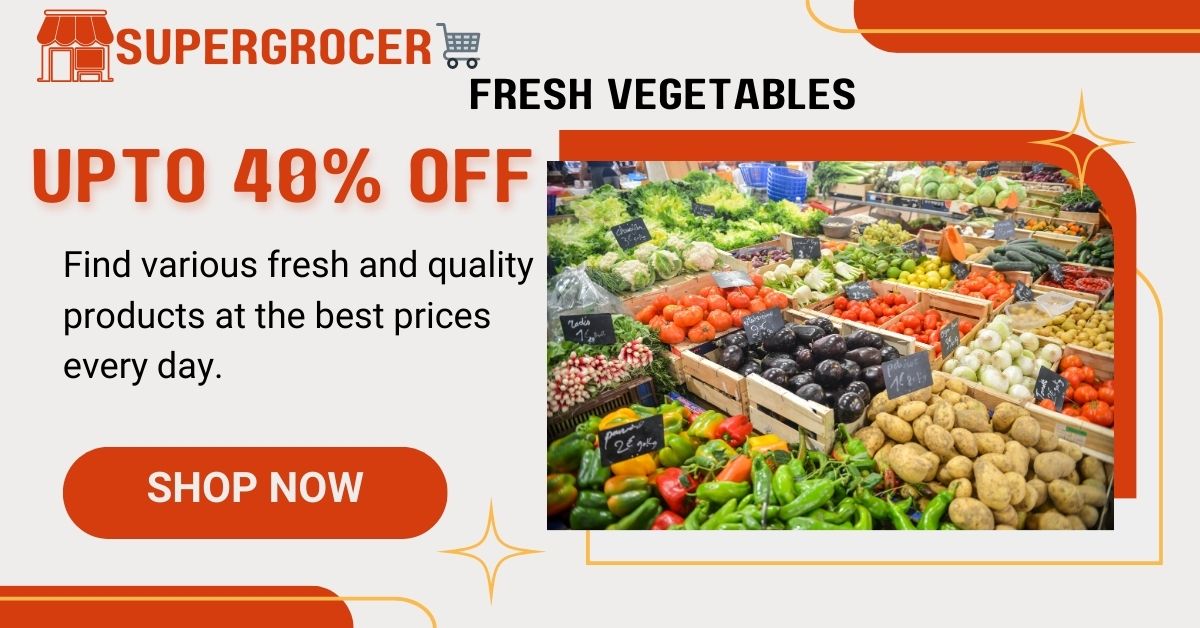 SUPERGROCER
FRESH VEGETABLES
UPTO 40% OFF
Find various fresh and quality
products at the best prices
every day.
SHOP NOW